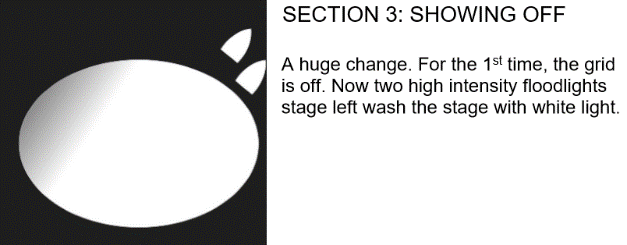 SECTION 3: SHOWING OFF
A huge change. For the 1st time, the grid
is off. Now two high intensity floodlights
stage left wash the stage with white light.